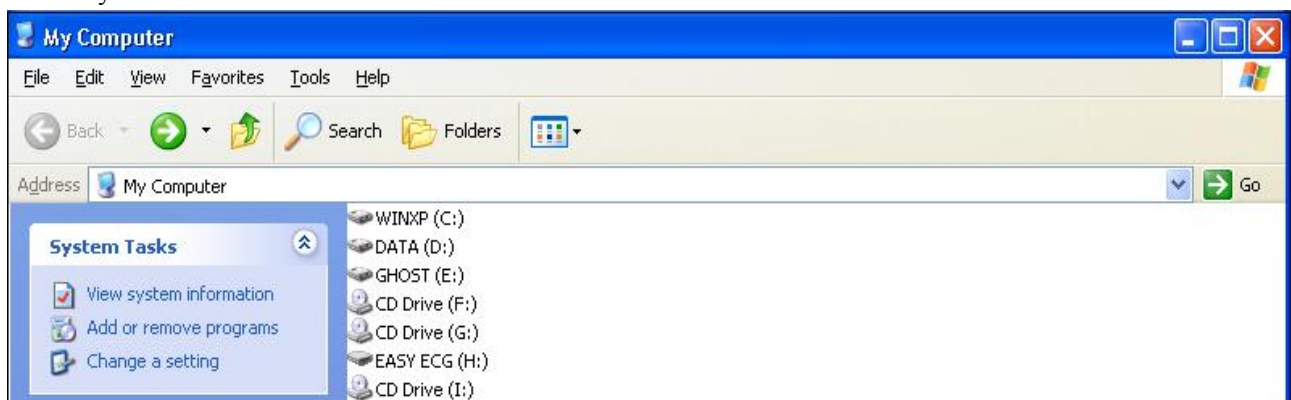 My Computer
File Edit View Favorites Tools Help
Back Search Folders
Address My Computer Go
System Tasks
View system information
Add or remove programs
Change a setting
WINXP (C:)
DATA (D:)
GHOST (E:)
CD Drive (F:)
CD Drive (G:)
EASY ECG (H:)
CD Drive (I:)